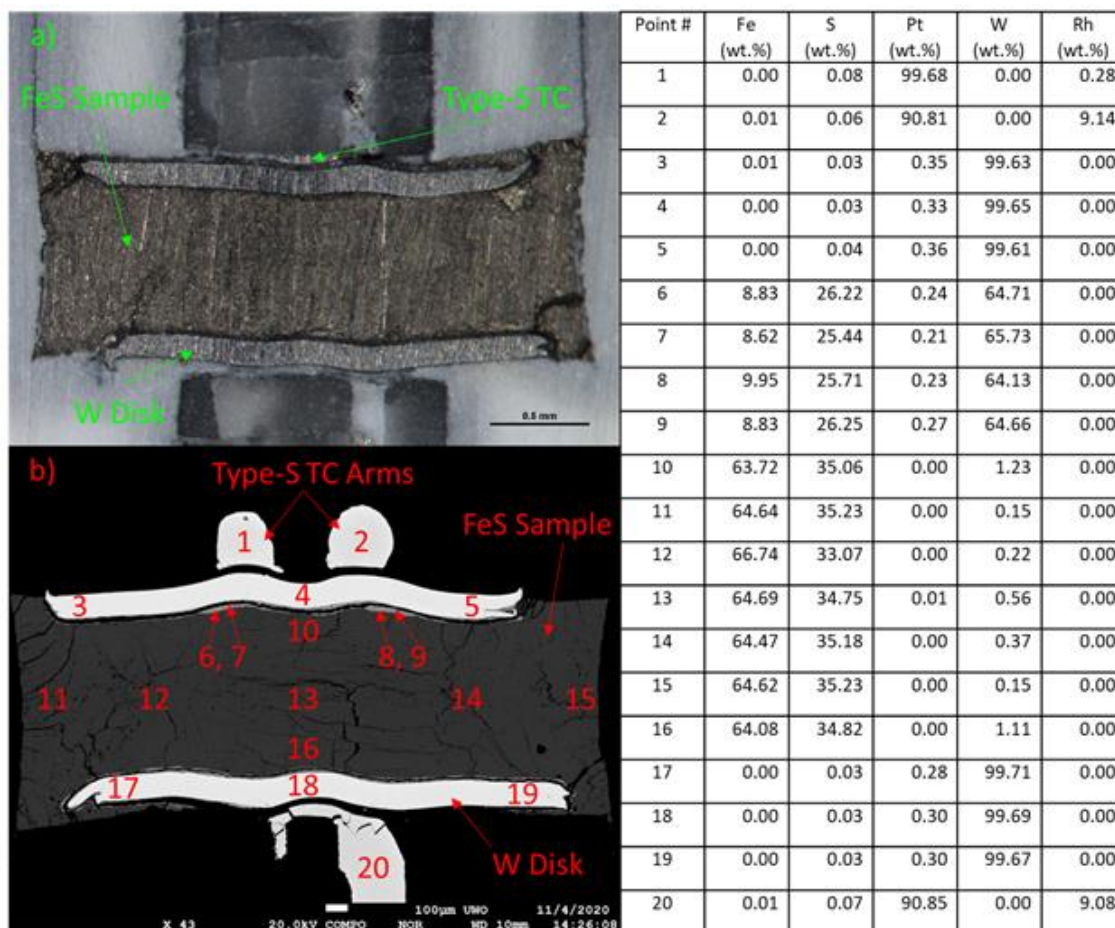 a)
FeS Sample
Type-S TC
W Disk
0.5 mm
b)
Type-S TC Arms
FeS Sample
1 2
3 4 5
6, 7 10 8, 9
11 12 13 14 15
16
17 18 19
20
W Disk
100µm UWO 11/4/2020
X 43 20.0kV COMPO NOR WD 10mm 14:26:08
Point # Fe (wt.%) S (wt.%) Pt (wt.%) W (wt.%) Rh (wt.%)
1 0.00 0.08 99.68 0.00 0.28
2 0.01 0.06 90.81 0.00 9.14
3 0.01 0.03 0.35 99.63 0.00
4 0.00 0.03 0.33 99.65 0.00
5 0.00 0.04 0.36 99.61 0.00
6 8.83 26.22 0.24 64.71 0.00
7 8.62 25.44 0.21 65.73 0.00
8 9.95 25.71 0.23 64.13 0.00
9 8.83 26.25 0.27 64.66 0.00
10 63.72 35.06 0.00 1.23 0.00
11 64.64 35.23 0.00 0.15 0.00
12 66.74 33.07 0.00 0.22 0.00
13 64.69 34.75 0.01 0.56 0.00
14 64.47 35.18 0.00 0.37 0.00
15 64.62 35.23 0.00 0.15 0.00
16 64.08 34.82 0.00 1.11 0.00
17 0.00 0.03 0.28 99.71 0.00
18 0.00 0.03 0.30 99.69 0.00
19 0.00 0.03 0.30 99.67 0.00
20 0.01 0.07 90.85 0.00 9.08